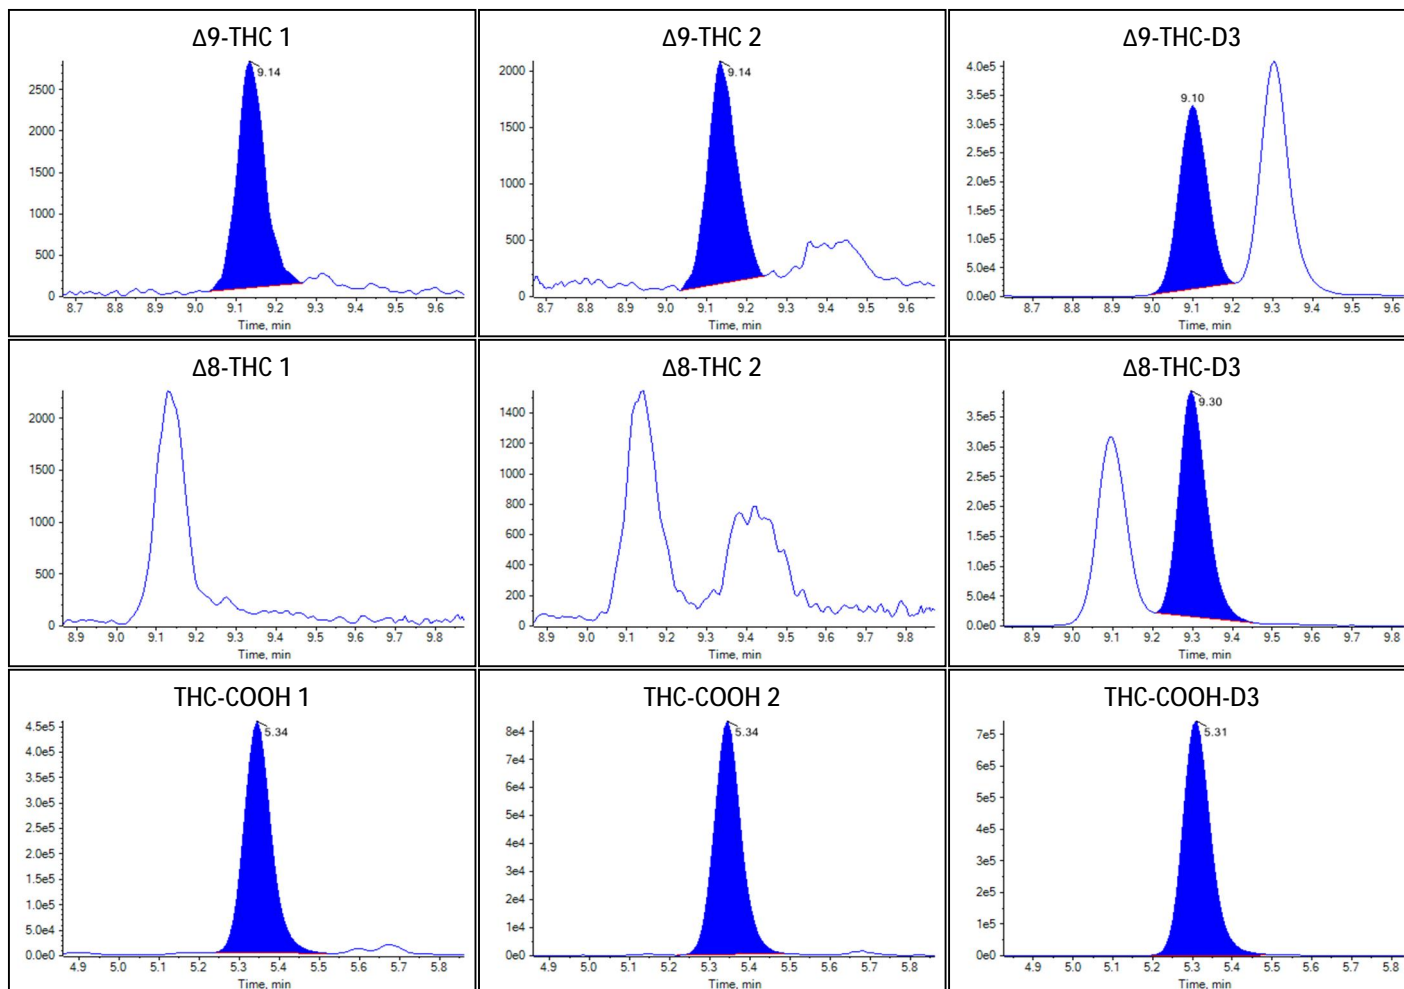 Δ9-THC 1
9.14
2500
2000
1500
1000
500
0
8.7 8.8 8.9 9.0 9.1 9.2 9.3 9.4 9.5 9.6
Time, min
Δ9-THC 2
9.14
2000
1500
1000
500
0
8.7 8.8 8.9 9.0 9.1 9.2 9.3 9.4 9.5 9.6
Time, min
Δ9-THC-D3
9.10
4.0e5
3.5e5
3.0e5
2.5e5
2.0e5
1.5e5
1.0e5
5.0e4
0.0e0
8.7 8.8 8.9 9.0 9.1 9.2 9.3 9.4 9.5 9.6
Time, min
Δ8-THC 1
2000
1500
1000
500
0
8.9 9.0 9.1 9.2 9.3 9.4 9.5 9.6 9.7 9.8
Time, min
Δ8-THC 2
1400
1200
1000
800
600
400
200
0
8.9 9.0 9.1 9.2 9.3 9.4 9.5 9.6 9.7 9.8
Time, min
Δ8-THC-D3
9.30
3.5e5
3.0e5
2.5e5
2.0e5
1.5e5
1.0e5
5.0e4
0.0e0
8.9 9.0 9.1 9.2 9.3 9.4 9.5 9.6 9.7 9.8
Time, min
THC-COOH 1
5.34
4.5e5
4.0e5
3.5e5
3.0e5
2.5e5
2.0e5
1.5e5
1.0e5
5.0e4
0.0e0
4.9 5.0 5.1 5.2 5.3 5.4 5.5 5.6 5.7 5.8
Time, min
THC-COOH 2
5.34
8e4
7e4
6e4
5e4
4e4
3e4
2e4
1e4
0e0
4.9 5.0 5.1 5.2 5.3 5.4 5.5 5.6 5.7 5.8
Time, min
THC-COOH-D3
5.31
7e5
6e5
5e5
4e5
3e5
2e5
1e5
0e0
4.9 5.0 5.1 5.2 5.3 5.4 5.5 5.6 5.7 5.8
Time, min